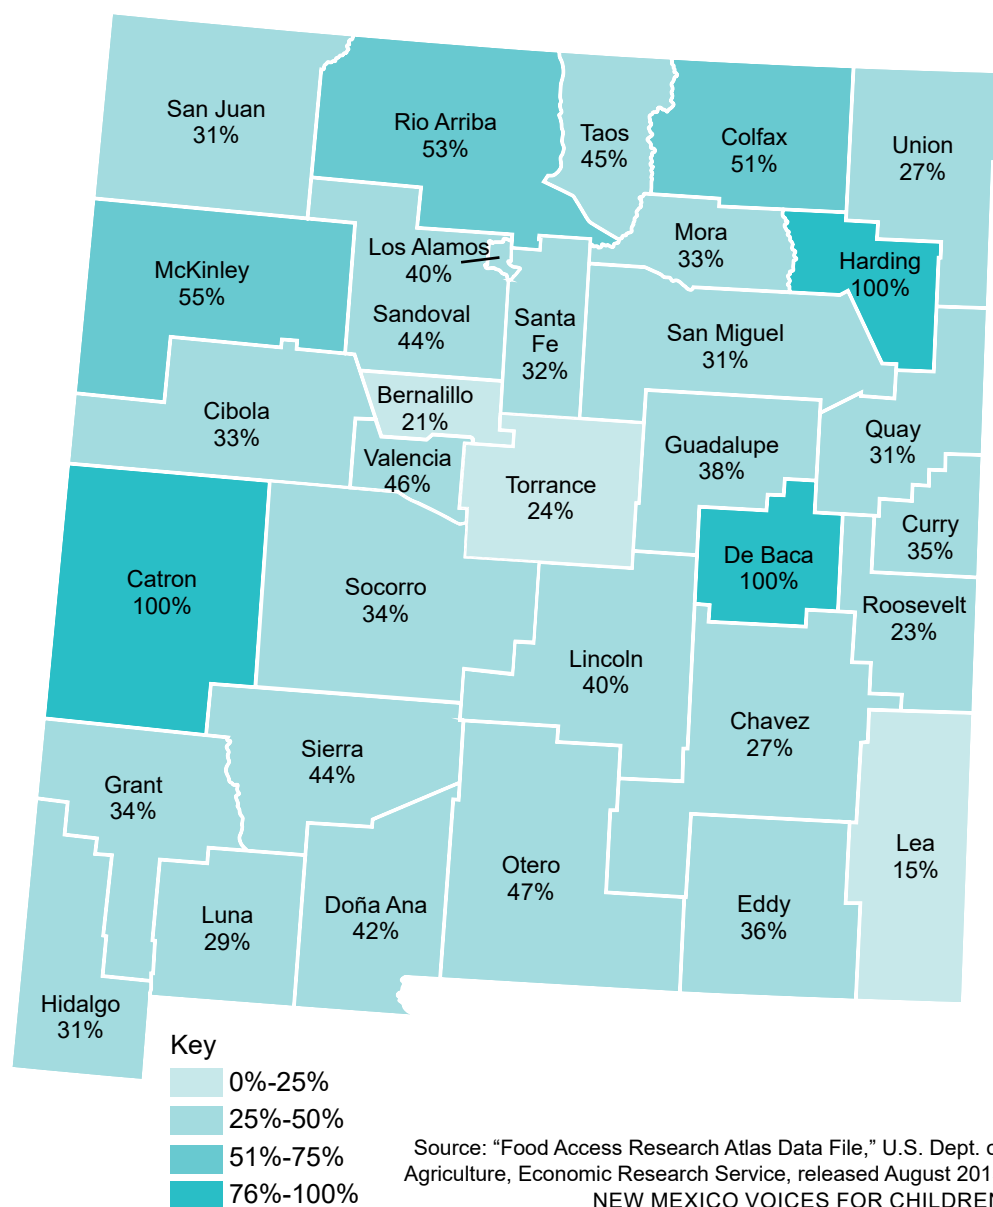 San Juan
31%
Rio Arriba
53%
Taos
45%
Colfax
51%
Union
27%
McKinley
55%
Los Alamos
40%
Sandoval
44%
Santa
Fe
32%
Mora
33%
Harding
100%
San Miguel
31%
Cibola
33%
Bernalillo
21%
Valencia
46%
Torrance
24%
Guadalupe
38%
Quay
31%
Curry
35%
Catron
100%
Socorro
34%
De Baca
100%
Roosevelt
23%
Lincoln
40%
Chavez
27%
Grant
34%
Sierra
44%
Lea
15%
Otero
47%
Eddy
36%
Luna
29%
Doña Ana
42%
Hidalgo
31%
Key
0%-25%
25%-50%
51%-75%
76%-100%
Source: “Food Access Research Atlas Data File,” U.S. Dept.
Agriculture, Economic Research Service, released August
NEW MEXICO VOICES FOR CHILDREN